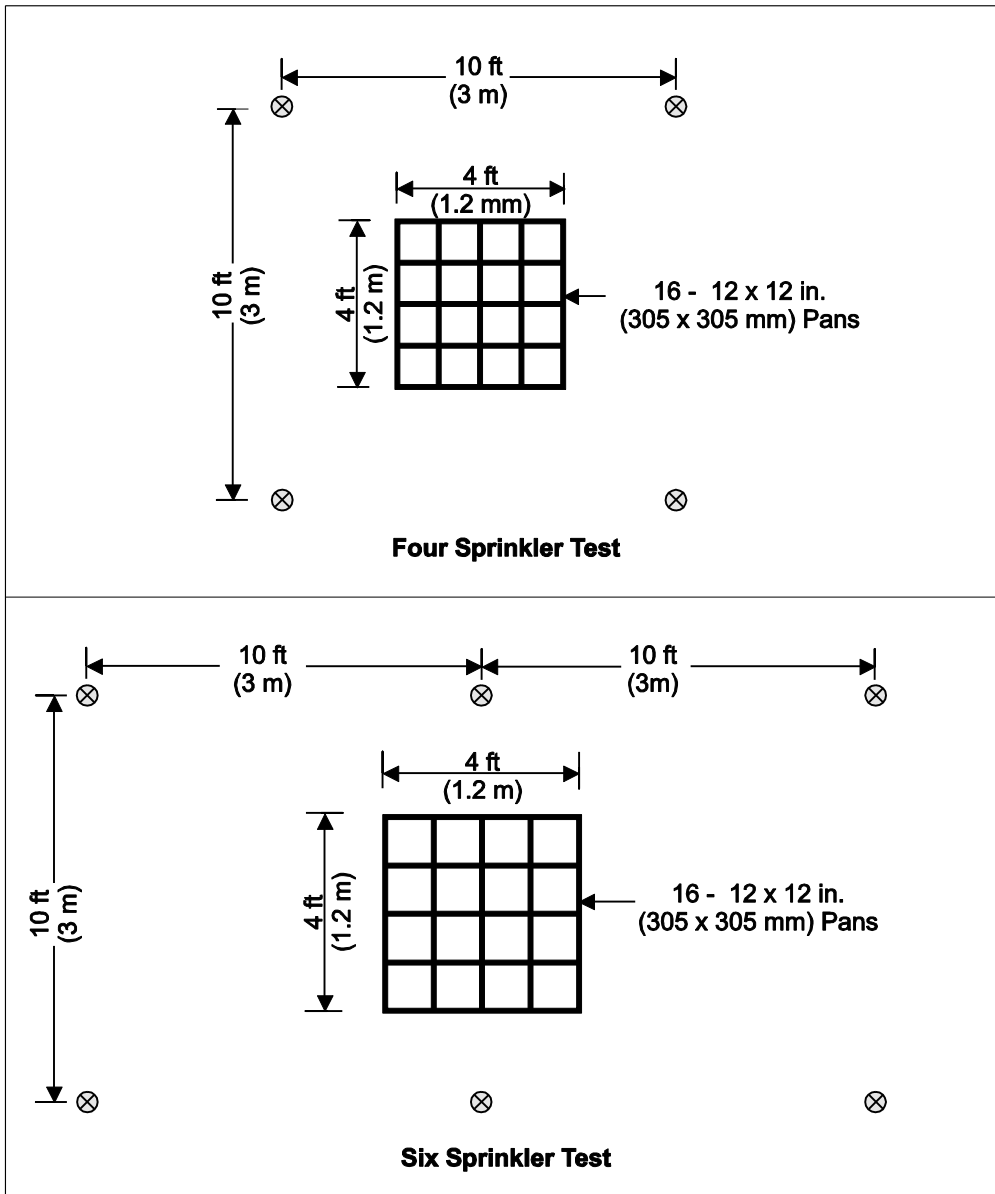 10 ft
(3 m)
4 ft
(1.2 mm)
10 ft
(3 m)
4 ft
(1.2 m)
16 - 12 x 12 in.
(305 x 305 mm) Pans
Four Sprinkler Test
10 ft
(3 m)
10 ft
(3m)
4 ft
(1.2 m)
10 ft
(3 m)
4 ft
(1.2 m)
16 - 12 x 12 in.
(305 x 305 mm) Pans
Six Sprinkler Test